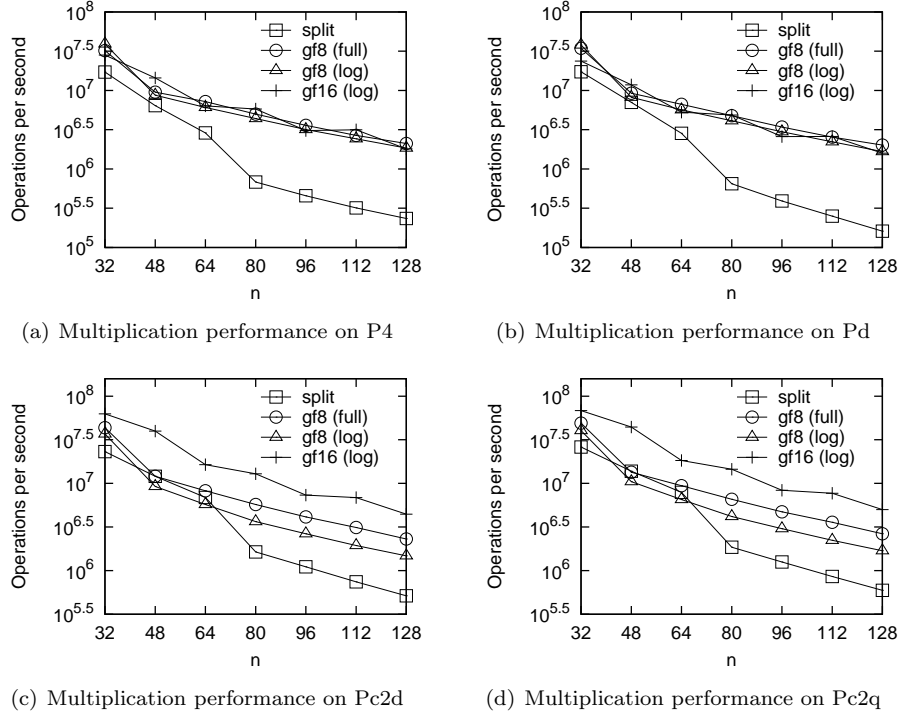 Operations per second
10^8
10^7.5
10^7
10^6.5
10^6
10^5.5
10^5
32 48 64 80 96 112 128
n
split
gf8 (full)
gf8 (log)
gf16 (log)
(a) Multiplication performance on P4
Operations per second
10^8
10^7.5
10^7
10^6.5
10^6
10^5.5
10^5
32 48 64 80 96 112 128
n
split
gf8 (full)
gf8 (log)
gf16 (log)
(b) Multiplication performance on Pd
Operations per second
10^8
10^7.5
10^7
10^6.5
10^6
10^5.5
32 48 64 80 96 112 128
n
split
gf8 (full)
gf8 (log)
gf16 (log)
(c) Multiplication performance on Pc2d
Operations per second
10^8
10^7.5
10^7
10^6.5
10^6
10^5.5
32 48 64 80 96 112 128
n
split
gf8 (full)
gf8 (log)
gf16 (log)
(d) Multiplication performance on Pc2q